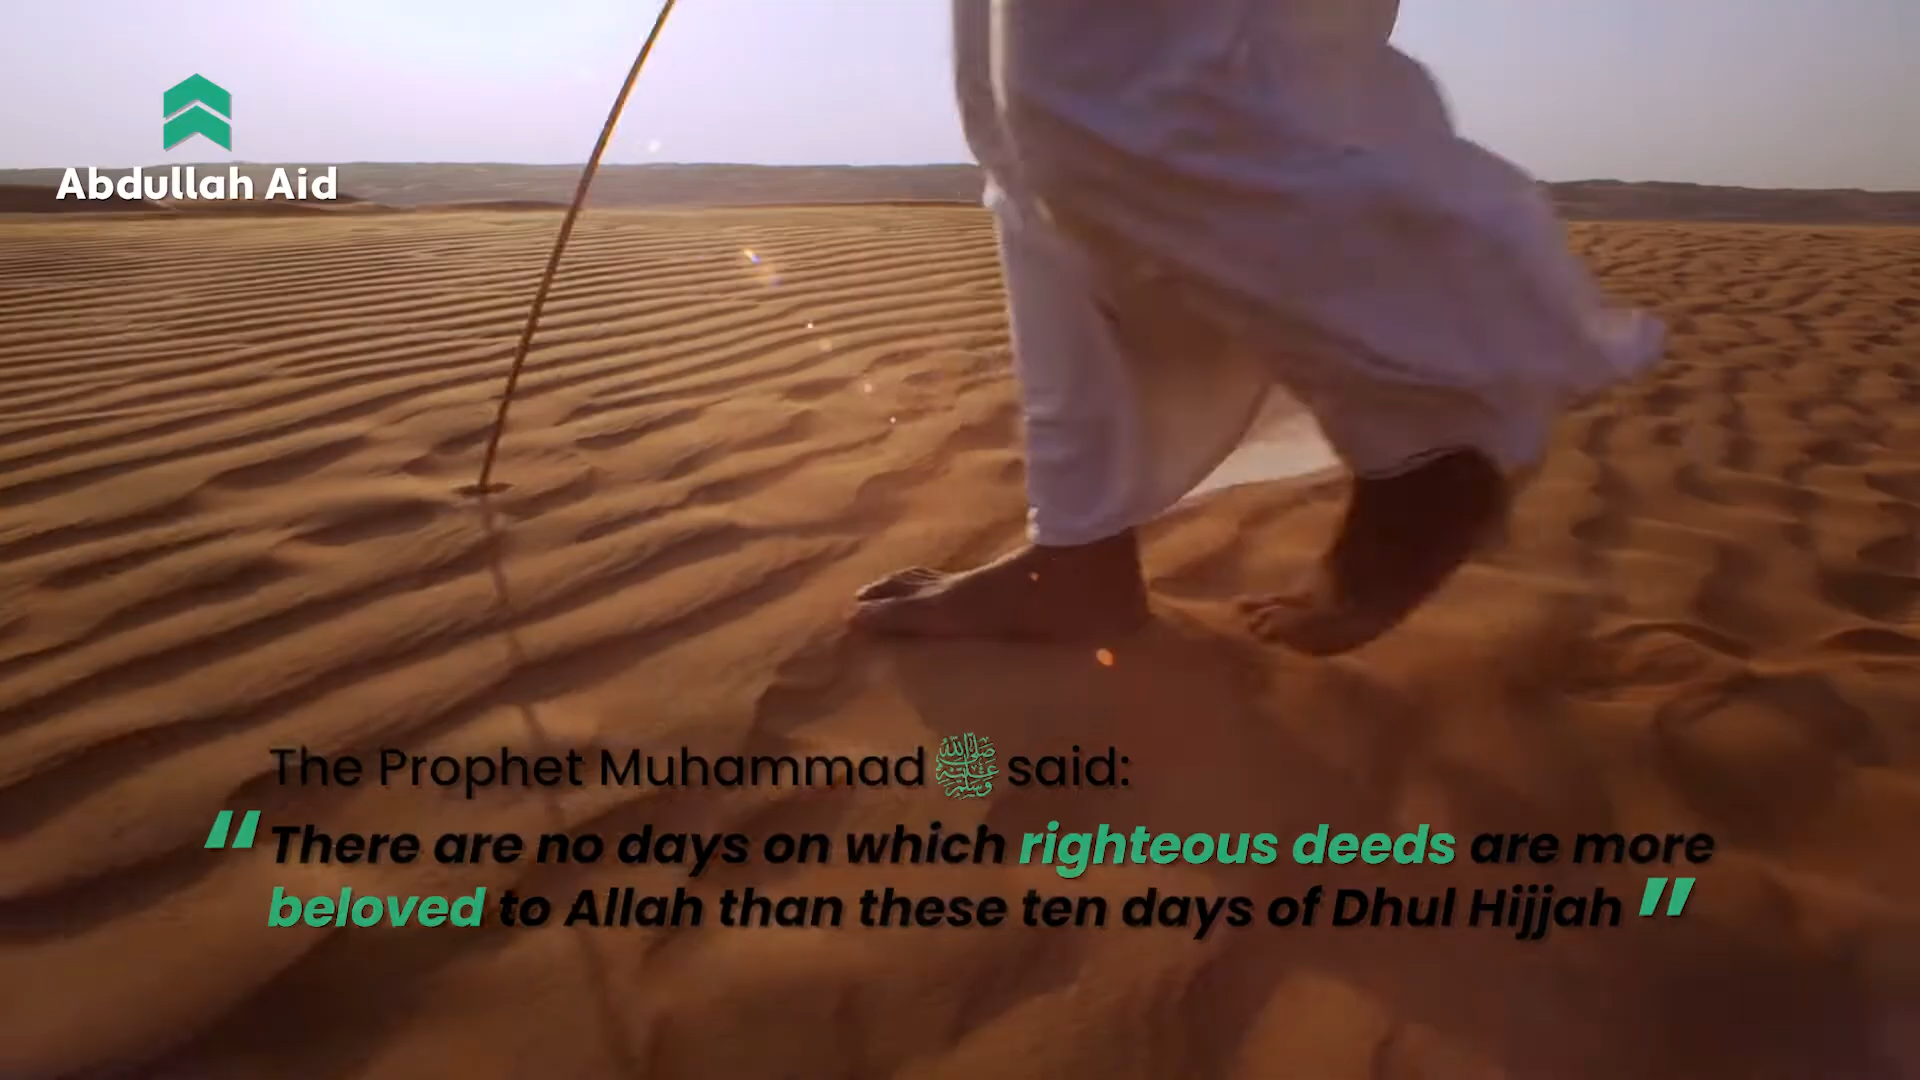 Abdullah Aid
The Prophet Muhammad ﷺ said:
“There are no days on which righteous deeds are more
beloved to Allah than these ten days of Dhul Hijjah”